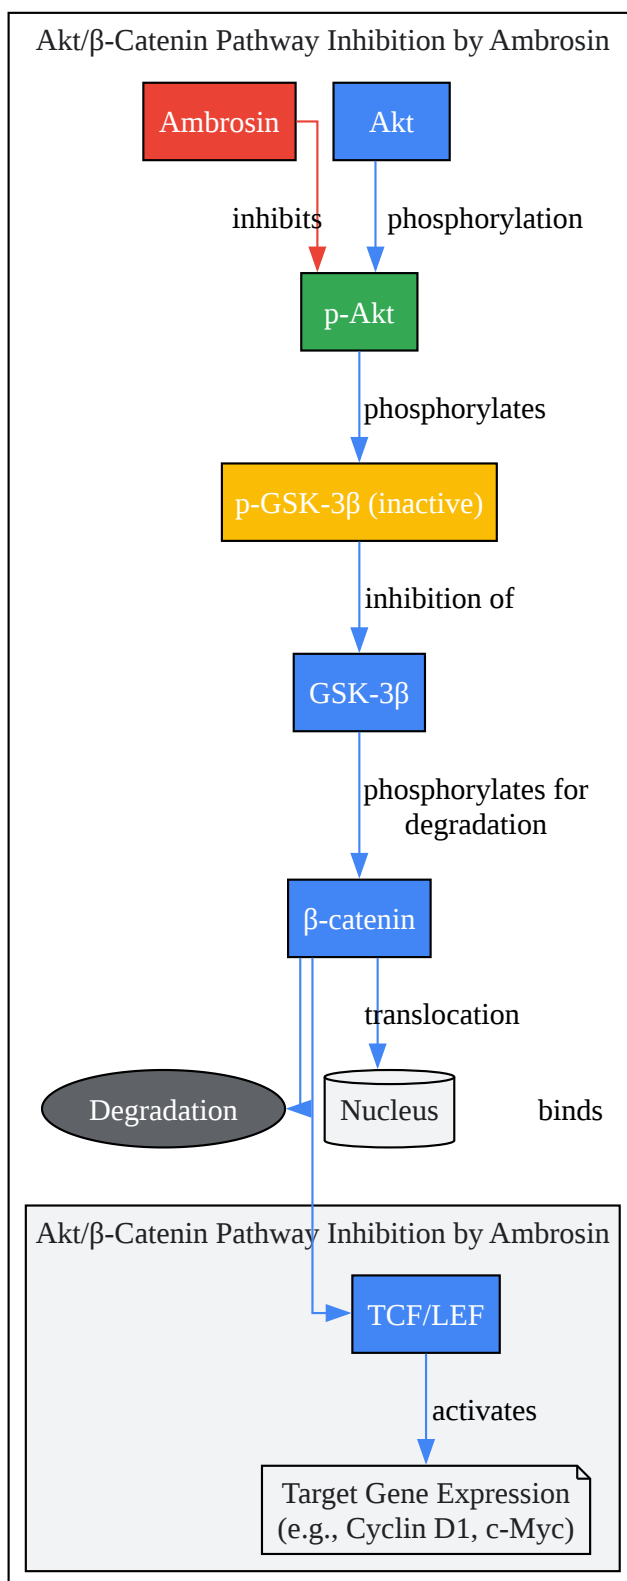 Akt/β-Catenin Pathway Inhibition by Ambrosin
Ambrosin
Akt
inhibits
phosphorylation
p-Akt
phosphorylates
p-GSK-3β (inactive)
inhibition of
GSK-3β
phosphorylates for
degradation
β-catenin
translocation
Degradation
Nucleus
binds
Akt/β-Catenin Pathway Inhibition by Ambrosin
TCF/LEF
activates
Target Gene Expression
(e.g., Cyclin D1, c-Myc)